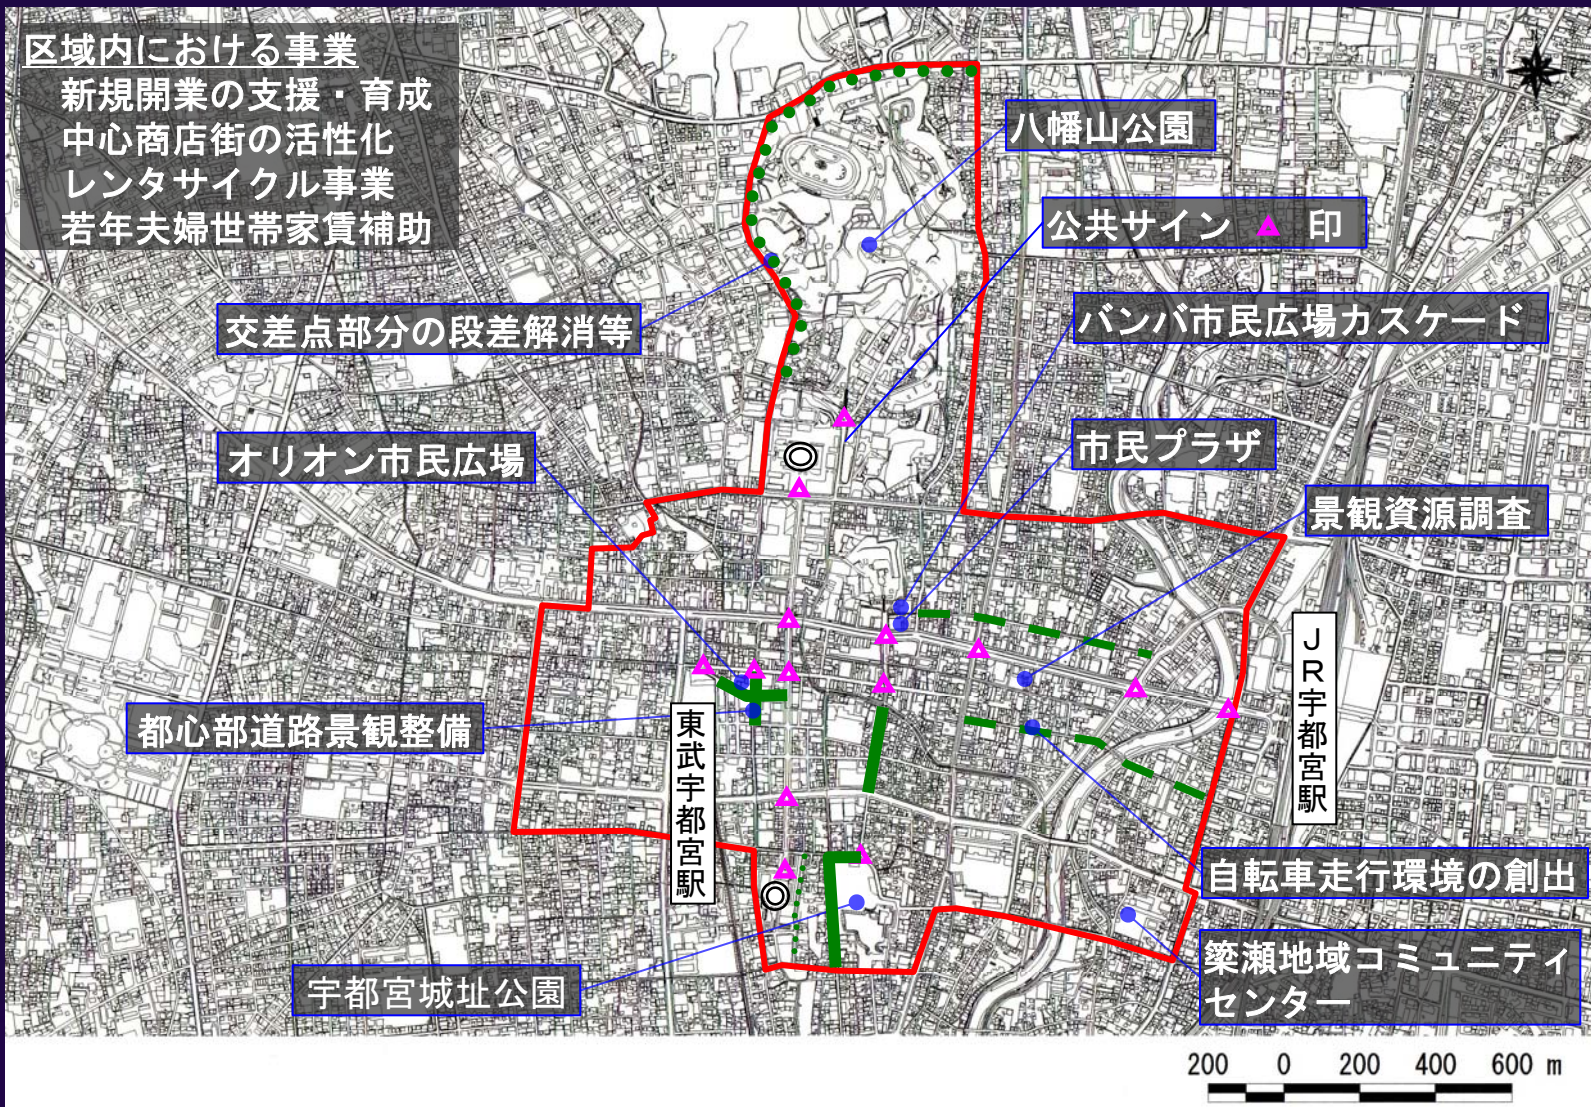 区域内における事業
新規開業の支援・育成
中心商店街の活性化
レンタサイクル事業
若年夫婦世帯家賃補助
八幡山公園
公共サイン 印
交差点部分の段差解消等
バンバ市民広場カスケード
オリオン市民広場
市民プラザ
景観資源調査
都心部道路景観整備
東武宇都宮駅
JR宇都宮駅
自転車走行環境の創出
宇都宮城址公園
簗瀬地域コミュニティ
センター
200 0 200 400 600 m